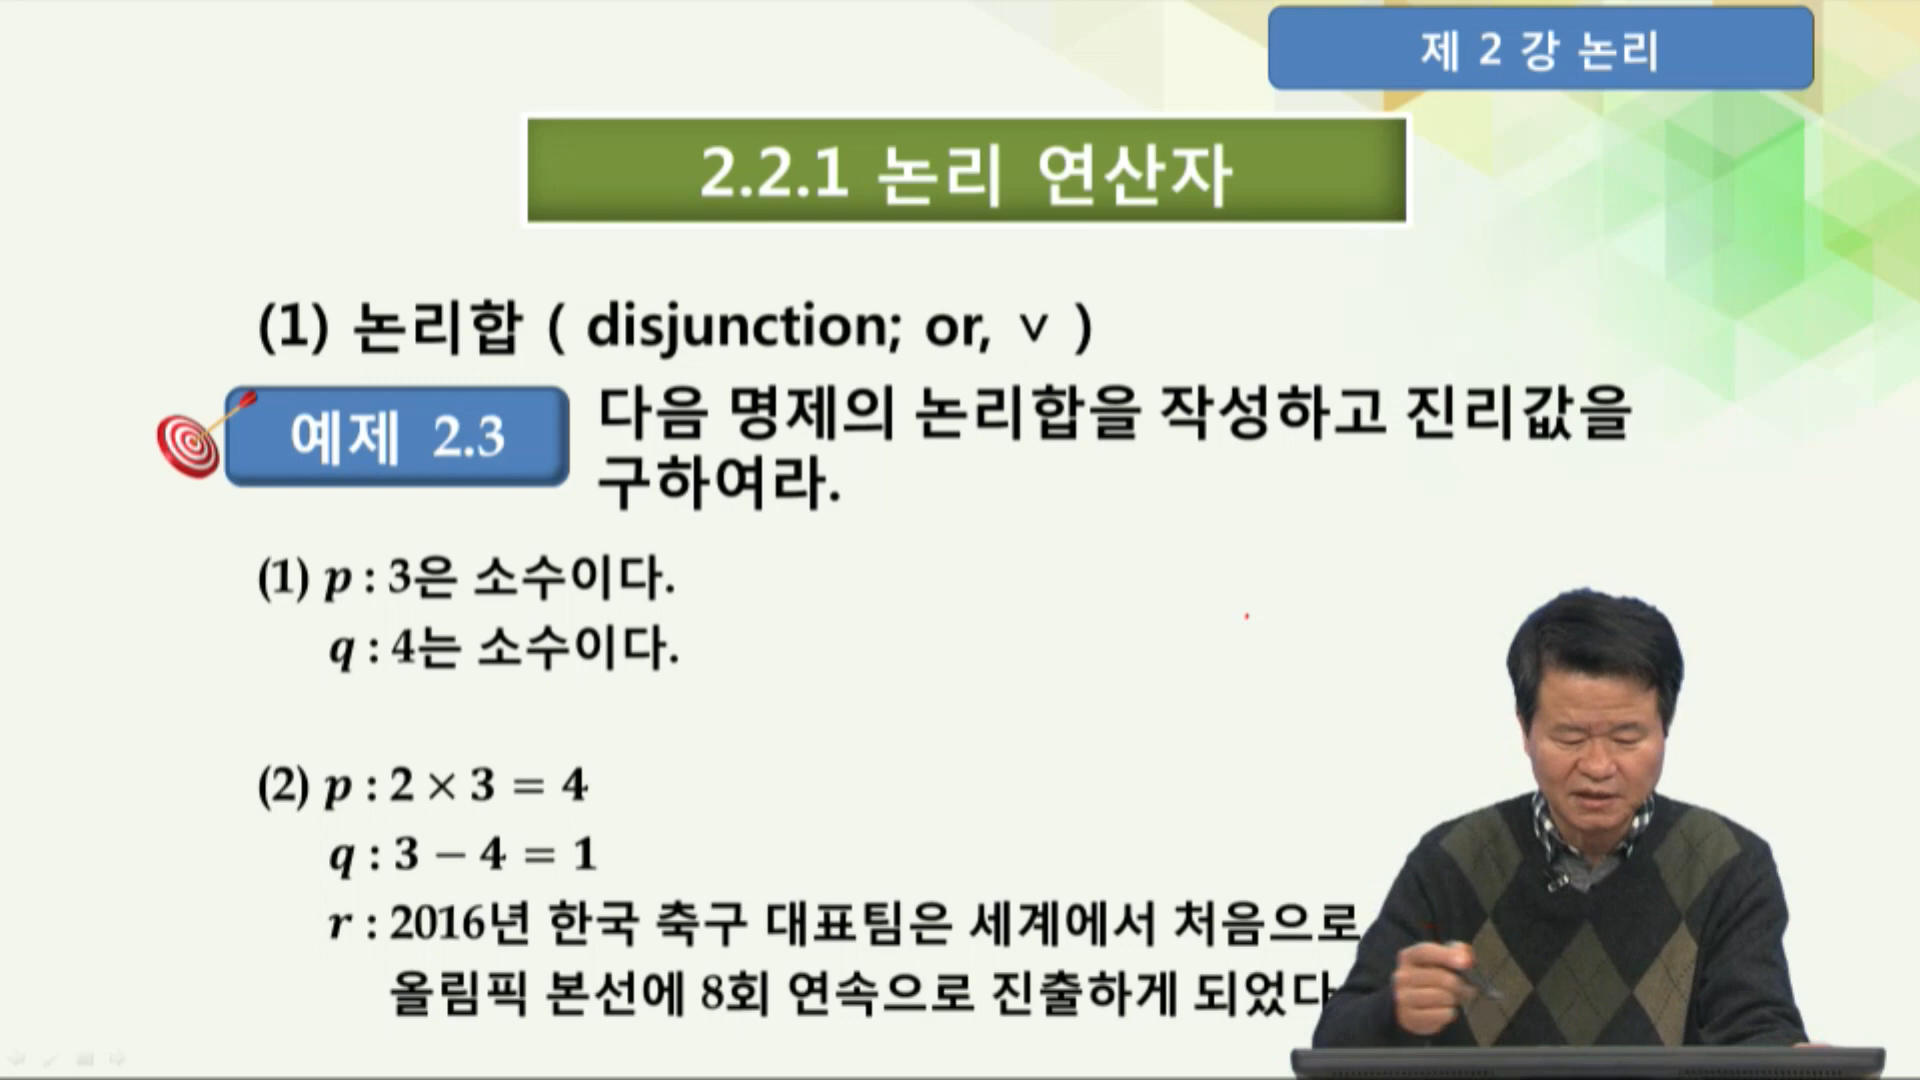 제 2 강 논리
2.2.1 논리 연산자
(1) 논리합 ( disjunction; or, ∨ )
예제 2.3
다음 명제의 논리합을 작성하고 진리값을
구하여라.
(1) p : 3은 소수이다.
q : 4는 소수이다.
(2) p : 2 × 3 = 4
q : 3 − 4 = 1
r : 2016년 한국 축구 대표팀은 세계에서 처음으로
올림픽 본선에 8회 연속으로 진출하게 되었다